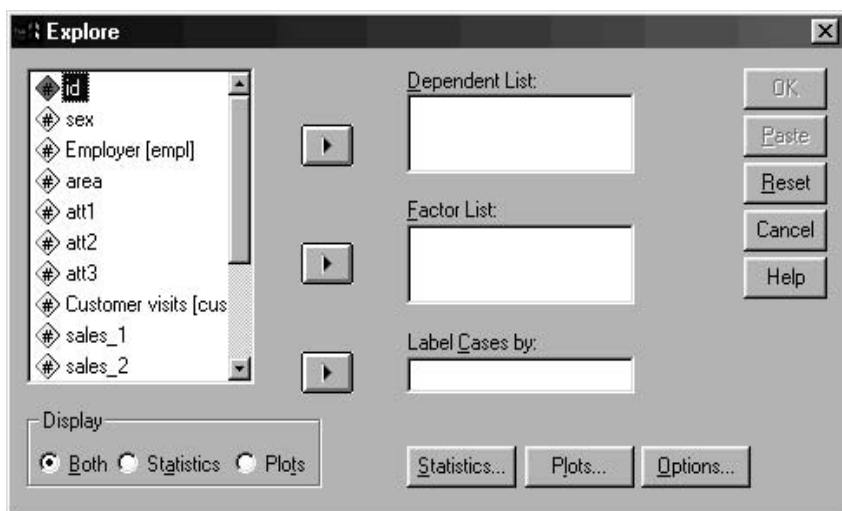 Explore
id
sex
Employer [empl]
area
att1
att2
att3
Customer visits [cus
sales_1
sales_2
Dependent List:
Factor List:
Label Cases by:
OK
Paste
Reset
Cancel
Help
Display
Both Statistics Plots
Statistics... Plots... Options...